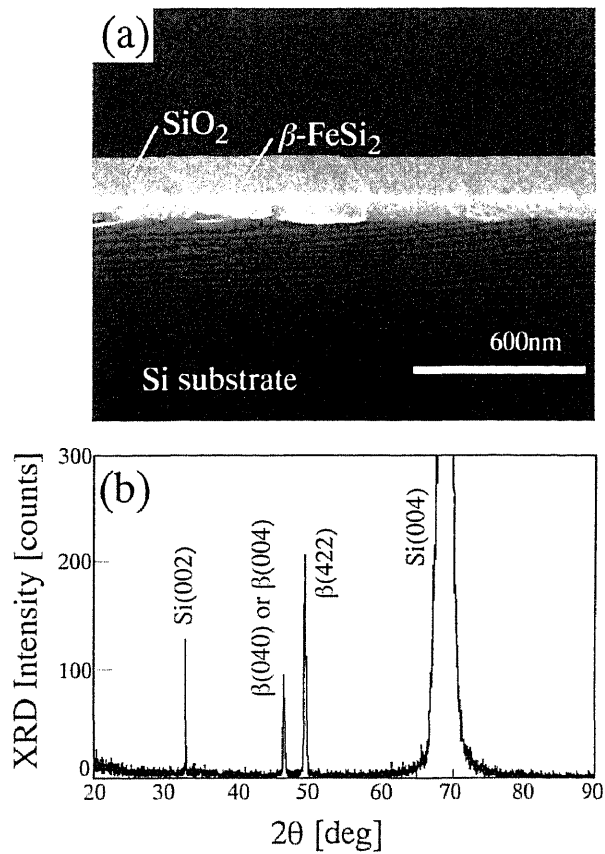 (a)
SiO₂
β-FeSi₂
600nm
Si substrate
(b)
XRD Intensity [counts]
300
200
100
0
Si(002)
β(040) or β(004)
β(422)
Si(004)
20 30 40 50 60 70 80 90
2θ [deg]